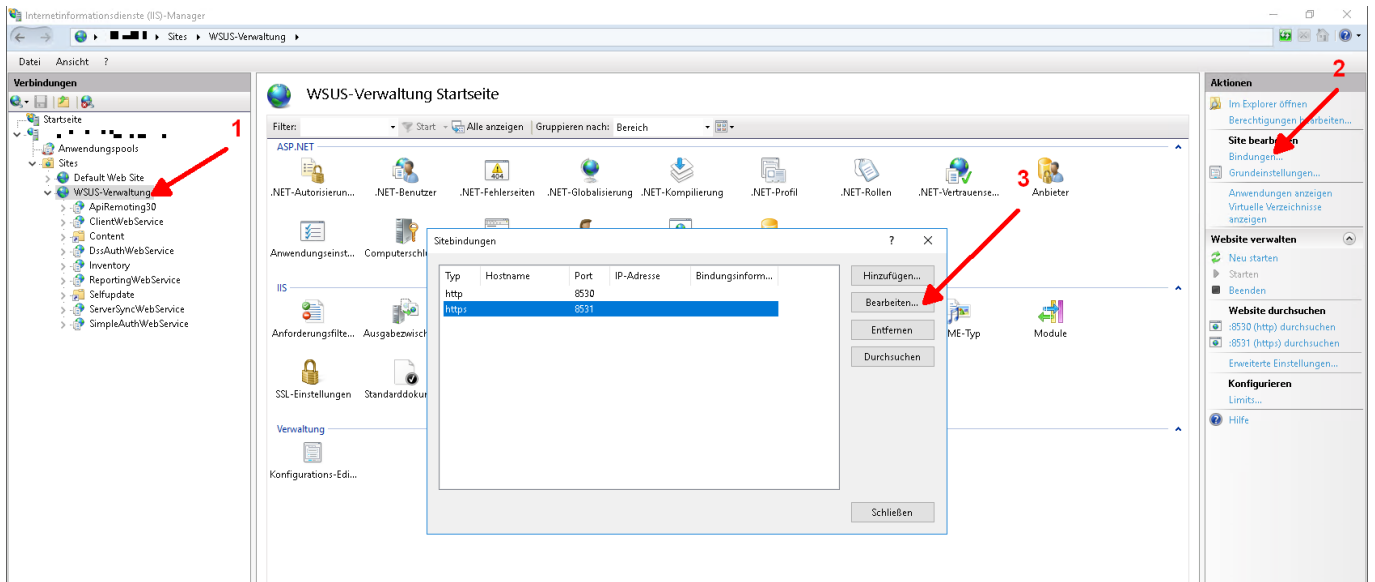 Internetinformationsdienste (IIS)-Manager
Sites
WSUS-Verwaltung
Datei Ansicht ?
Verbindungen
Startseite
Anwendungspools
Sites
Default Web Site
WSUS-Verwaltung
ApiRemoting30
ClientWebService
Content
DssAuthWebService
Inventory
ReportingWebService
Selfupdate
ServerSyncWebService
SimpleAuthWebService
1
WSUS-Verwaltung Startseite
Filter: Start Alle anzeigen Gruppieren nach: Bereich
ASP.NET
.NET-Autorisierun... .NET-Benutzer .NET-Fehlerseiten .NET-Globalisierung .NET-Kompilierung .NET-Profil .NET-Rollen .NET-Vertrauense... Anbieter
404
3
Anwendungseinst... Computerschlü
IIS
Anforderungsfilte... Ausgabezwisch ME-Typ Module
SSL-Einstellungen Standarddokur
Verwaltung
Konfigurations-Edi...
Sitebindungen
? ×
Typ Hostname Port IP-Adresse Bindungsinform...
http 8530
https 8531
Hinzufügen...
Bearbeiten...
Entfernen
Durchsuchen
Schließen
Aktionen
2
Im Explorer öffnen
Berechtigungen bearbeiten...
Site bearbeiten
Bindungen...
Grundeinstellungen...
Anwendungen anzeigen
Virtuelle Verzeichnisse
anzeigen
Website verwalten
Neu starten
Starten
Beenden
Website durchsuchen
:8530 (http) durchsuchen
:8531 (https) durchsuchen
Erweiterte Einstellungen...
Konfigurieren
Limits...
Hilfe